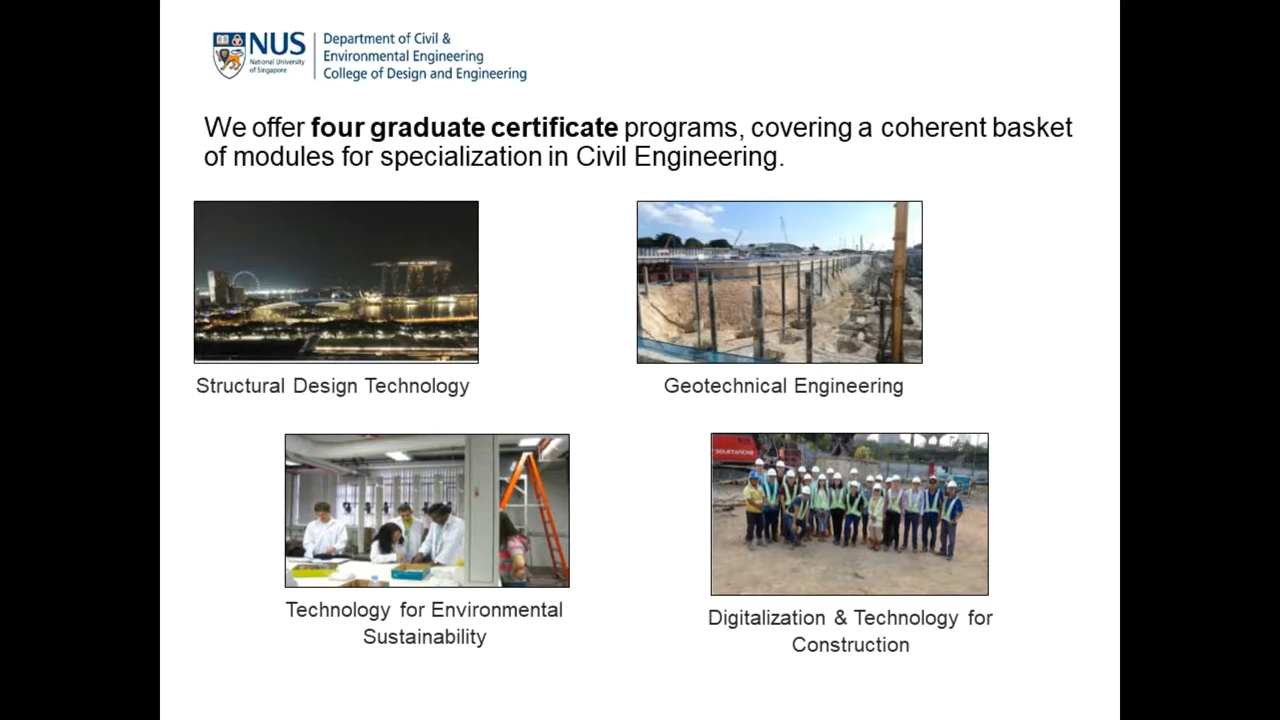 NUS
National University
of Singapore
Department of Civil &
Environmental Engineering
College of Design and Engineering
We offer four graduate certificate programs, covering a coherent basket
of modules for specialization in Civil Engineering.
Structural Design Technology
Geotechnical Engineering
SOLETANCHE
Technology for Environmental
Sustainability
Digitalization & Technology for
Construction